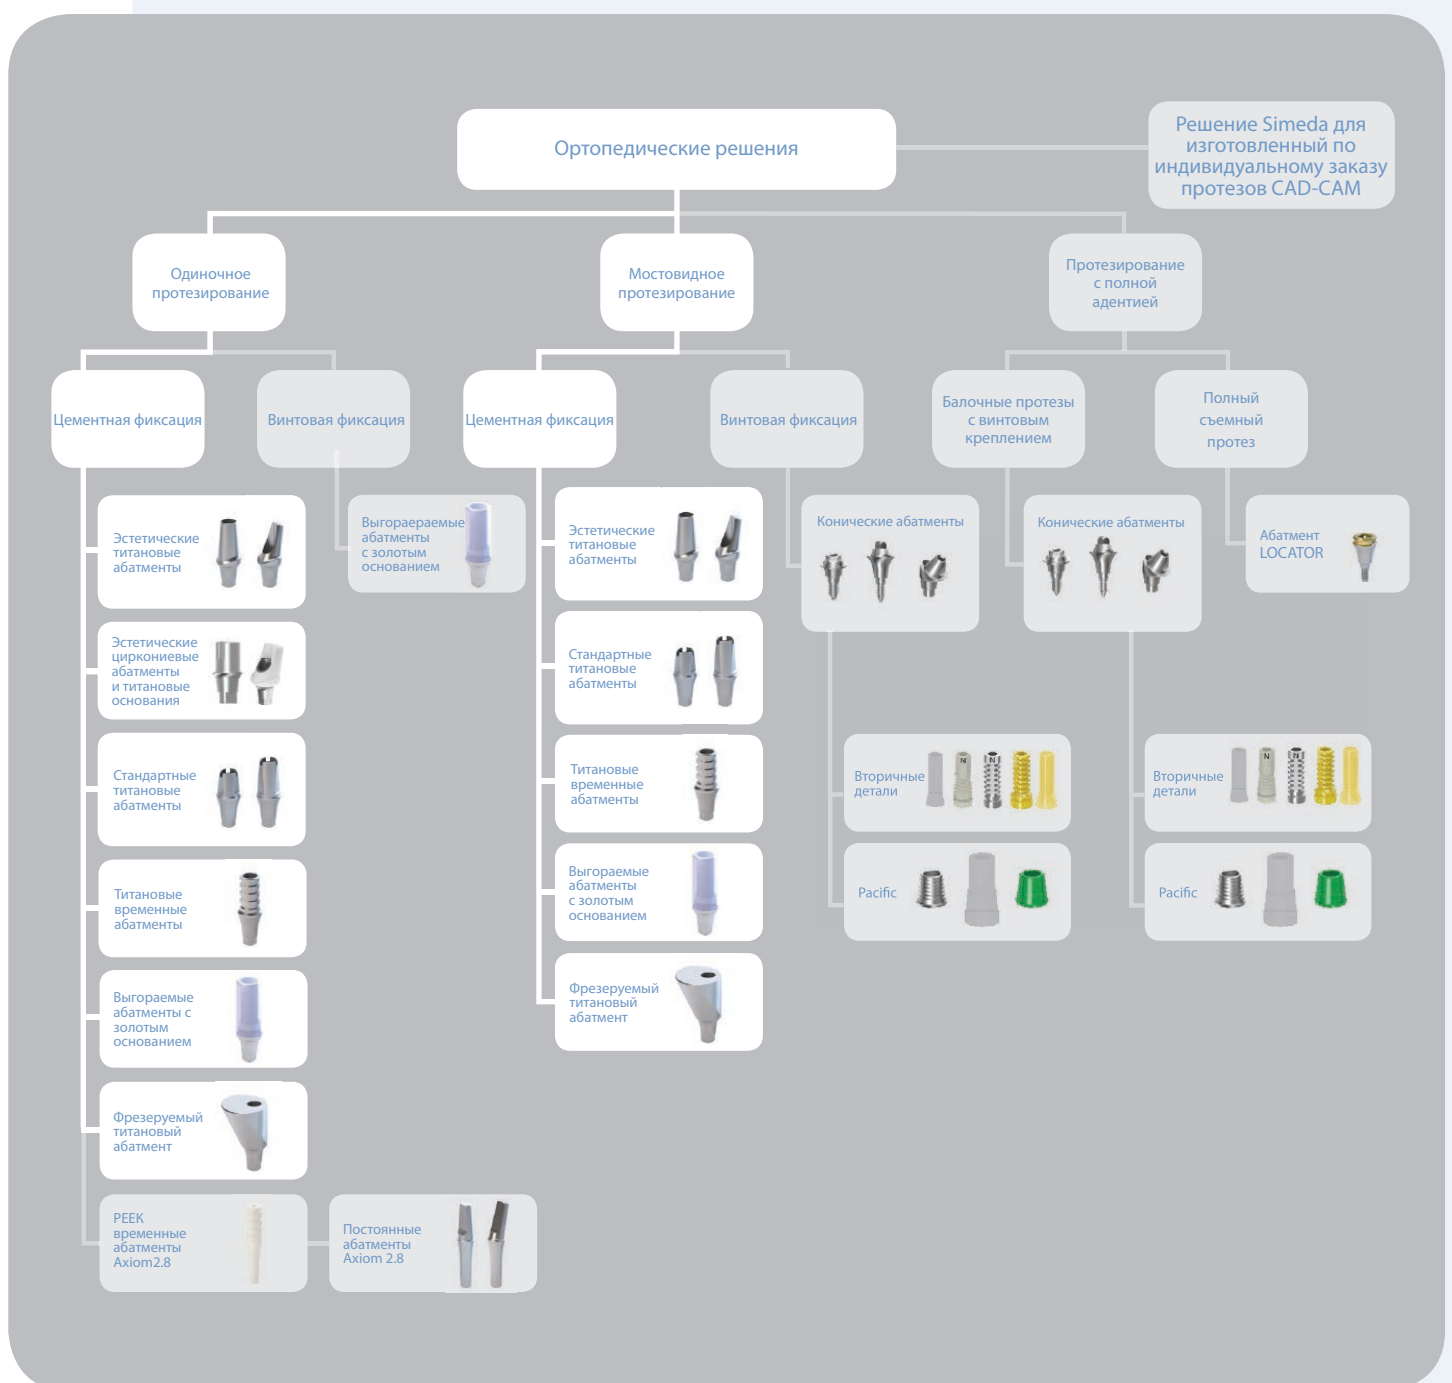 Ортопедические решения
Решение Simeda для
изготовленный по
индивидуальному заказу
протезов CAD-CAM
Одиночное
протезирование
Мостовидное
протезирование
Протезирование
с полной
адентией
Цементная фиксация
Винтовая фиксация
Цементная фиксация
Винтовая фиксация
Балочные протезы
с винтовым
креплением
Полный
съемный
протез
Эстетические
титановые
абатменты
Эстетические
циркониевые
абатменты
и титановые
основания
Стандартные
титановые
абатменты
Титановые
временные
абатменты
Выгораемые
абатменты с
золотым
основанием
Фрезеруемый
титановый
абатмент
PEEK
временные
абатменты
Axiom2.8
Постоянные
абатменты
Axiom 2.8
Выгораераемые
абатменты
с золотым
основанием
Эстетические
титановые
абатменты
Стандартные
титановые
абатменты
Титановые
временные
абатменты
Выгораемые
абатменты
с золотым
основанием
Фрезеруемый
титановый
абатмент
Конические абатменты
Вторичные
детали
N
N
Pacific
Конические абатменты
Вторичные
детали
N
N
Pacific
Абатмент
LOCATOR